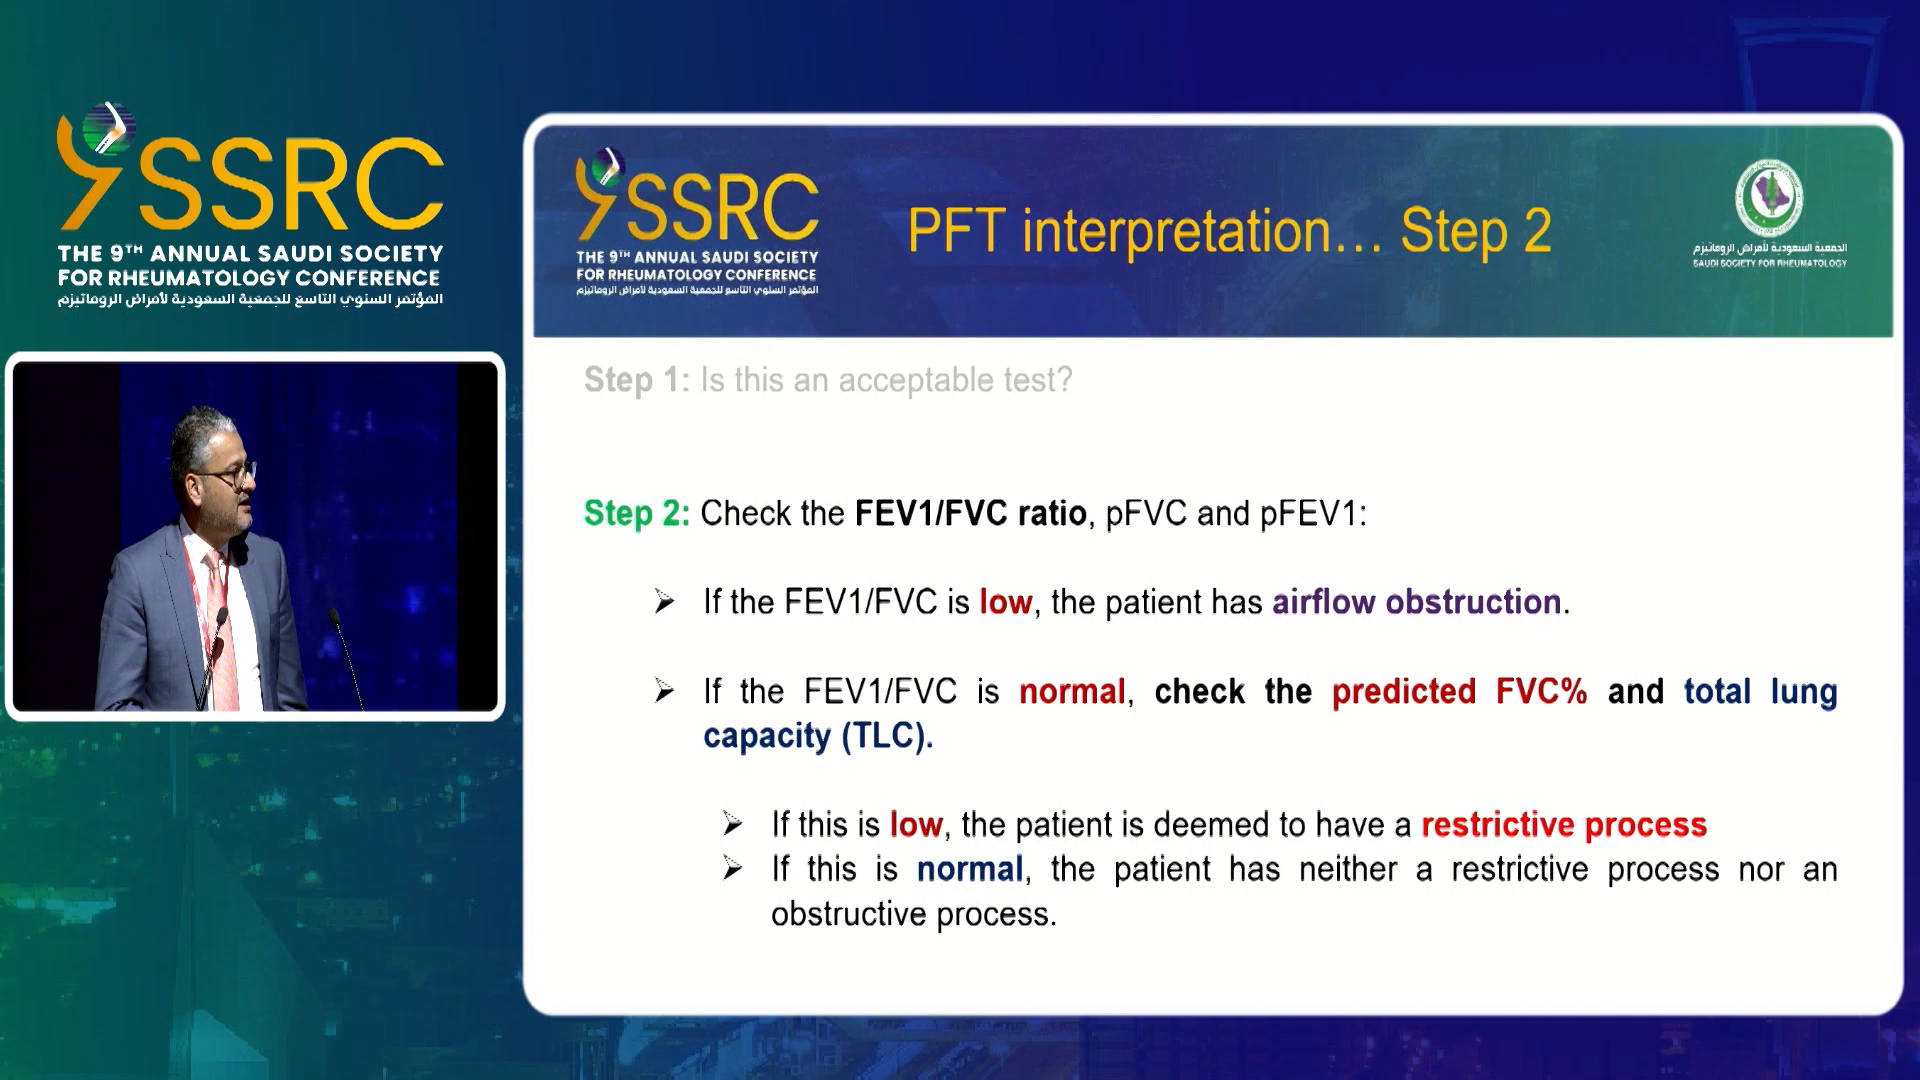 SSRC
THE 9TH ANNUAL SAUDI SOCIETY
FOR RHEUMATOLOGY CONFERENCE
المؤتمر السنوي التاسع للجمعية السعودية لأمراض الروماتيزم
SSRC
THE 9TH ANNUAL SAUDI SOCIETY
FOR RHEUMATOLOGY CONFERENCE
المؤتمر السنوي التاسع للجمعية السعودية لأمراض الروماتيزم
PFT interpretation… Step 2
الجمعية السعودية لأمراض الروماتيزم
SAUDI SOCIETY FOR RHEUMATOLOGY
Step 1: Is this an acceptable test?
Step 2: Check the FEV1/FVC ratio, pFVC and pFEV1:
If the FEV1/FVC is low, the patient has airflow obstruction.
If the FEV1/FVC is normal, check the predicted FVC% and total lung
capacity (TLC).
If this is low, the patient is deemed to have a restrictive process
If this is normal, the patient has neither a restrictive process nor an
obstructive process.